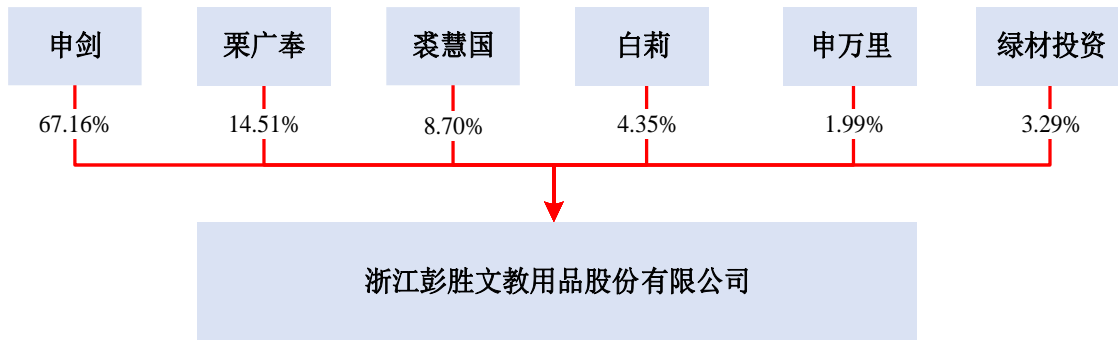 申剑 栗广奉 裘慧国 白莉 申万里 绿材投资
67.16% 14.51% 8.70% 4.35% 1.99% 3.29%
浙江彭胜文教用品股份有限公司